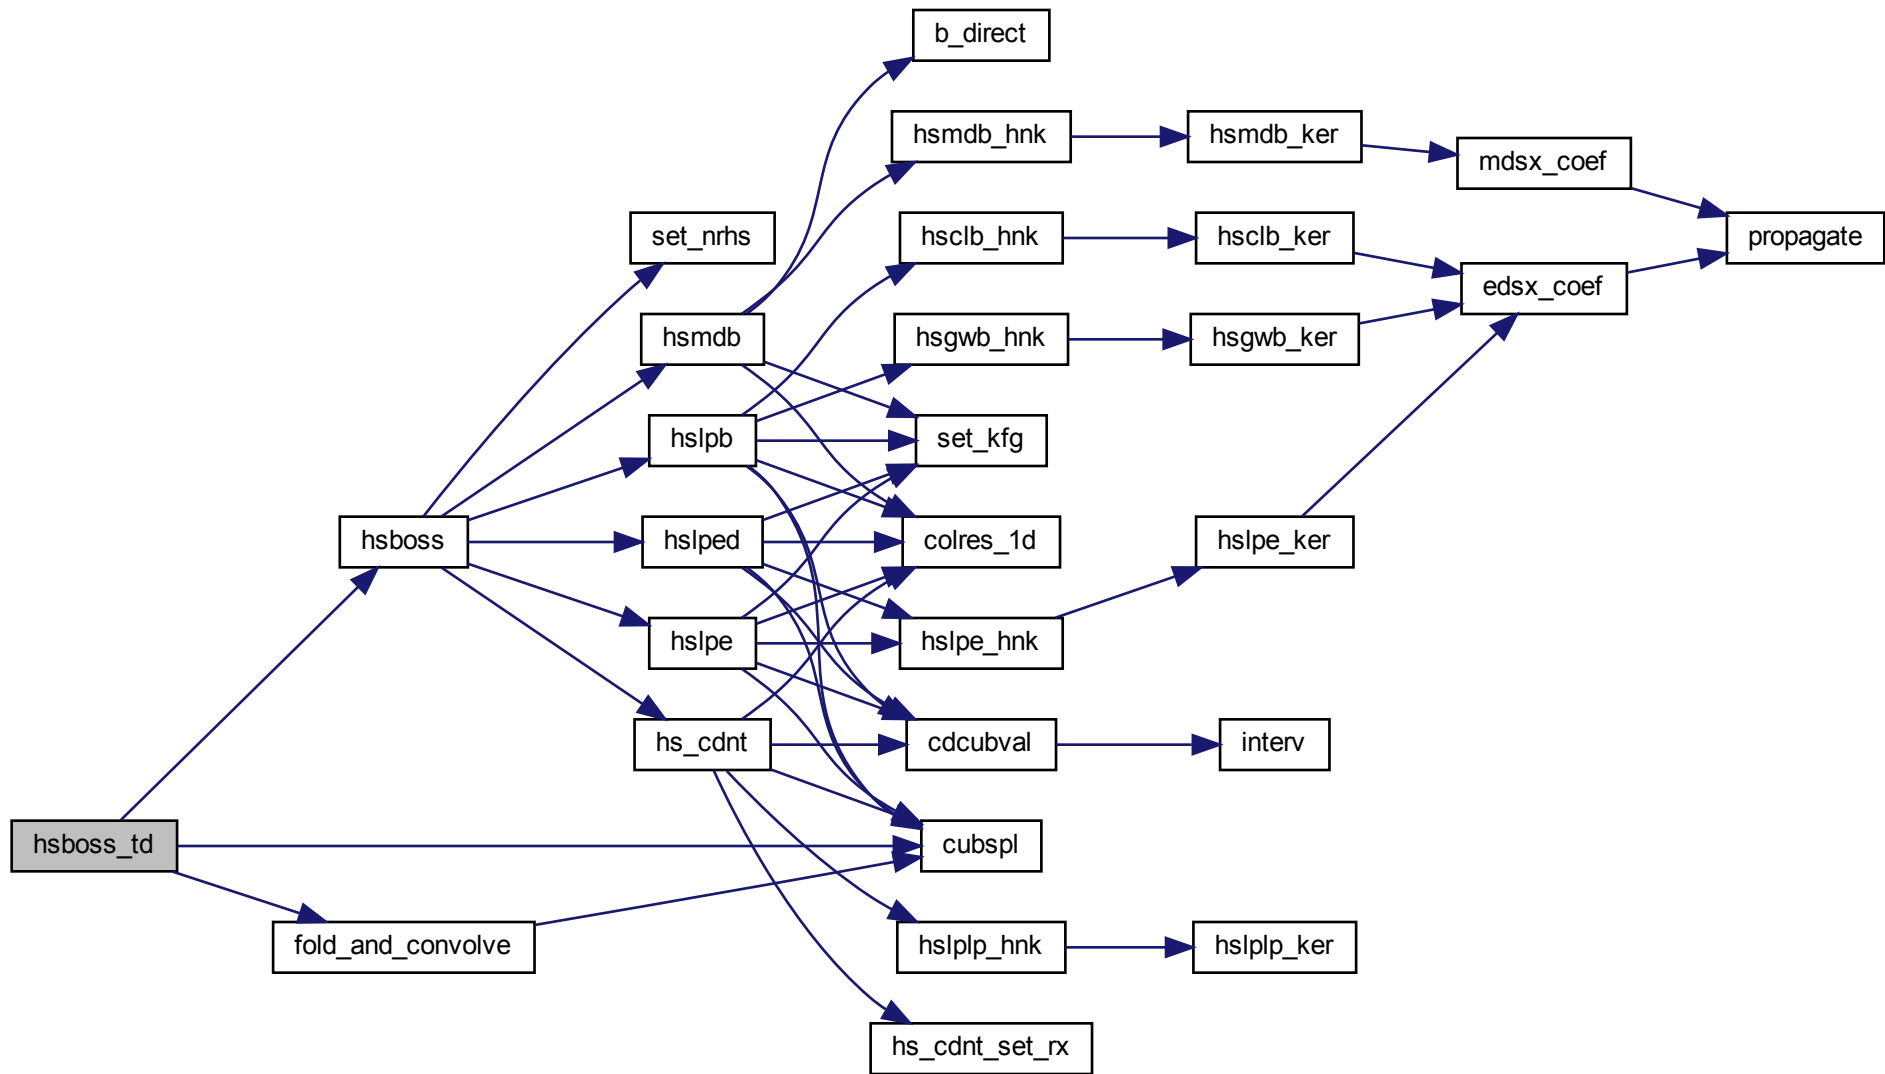 b_direct
hsmdb_hnk
hsmdb_ker
mdsx_coef
set_nrhs
hsclb_hnk
hsclb_ker
propagate
edsx_coef
hsmdb
hsgwb_hnk
hsgwb_ker
hslpb
set_kfg
hsboss
hslped
colres_1d
hslpe_ker
hslpe
hslpe_hnk
hs_cdnt
cdcubval
interv
hsboss_td
cubspl
fold_and_convolve
hslplp_hnk
hslplp_ker
hs_cdnt_set_rx